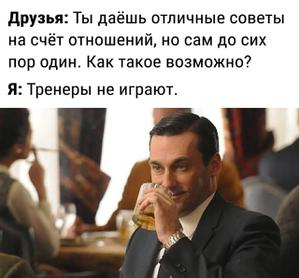 Друзья: Ты даёшь отличные советы
на счёт отношений, но сам до сих
пор один. Как такое возможно?
Я: Тренеры не играют.